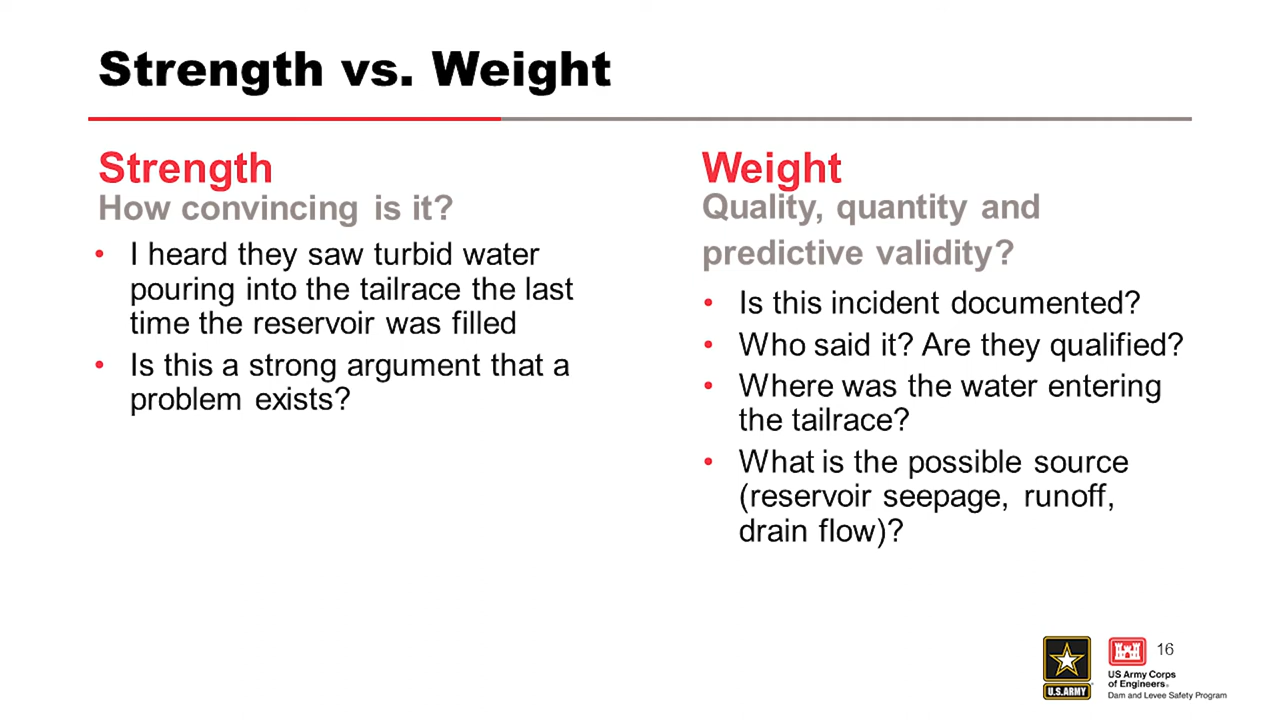 Strength vs. Weight
Strength
How convincing is it?
• I heard they saw turbid water
pouring into the tailrace the last
time the reservoir was filled
• Is this a strong argument that a
problem exists?
Weight
Quality, quantity and
predictive validity?
• Is this incident documented?
• Who said it? Are they qualified?
• Where was the water entering
the tailrace?
• What is the possible source
(reservoir seepage, runoff,
drain flow)?
U.S.ARMY
US Army Corps
of Engineers®
Dam and Levee Safety Program
16